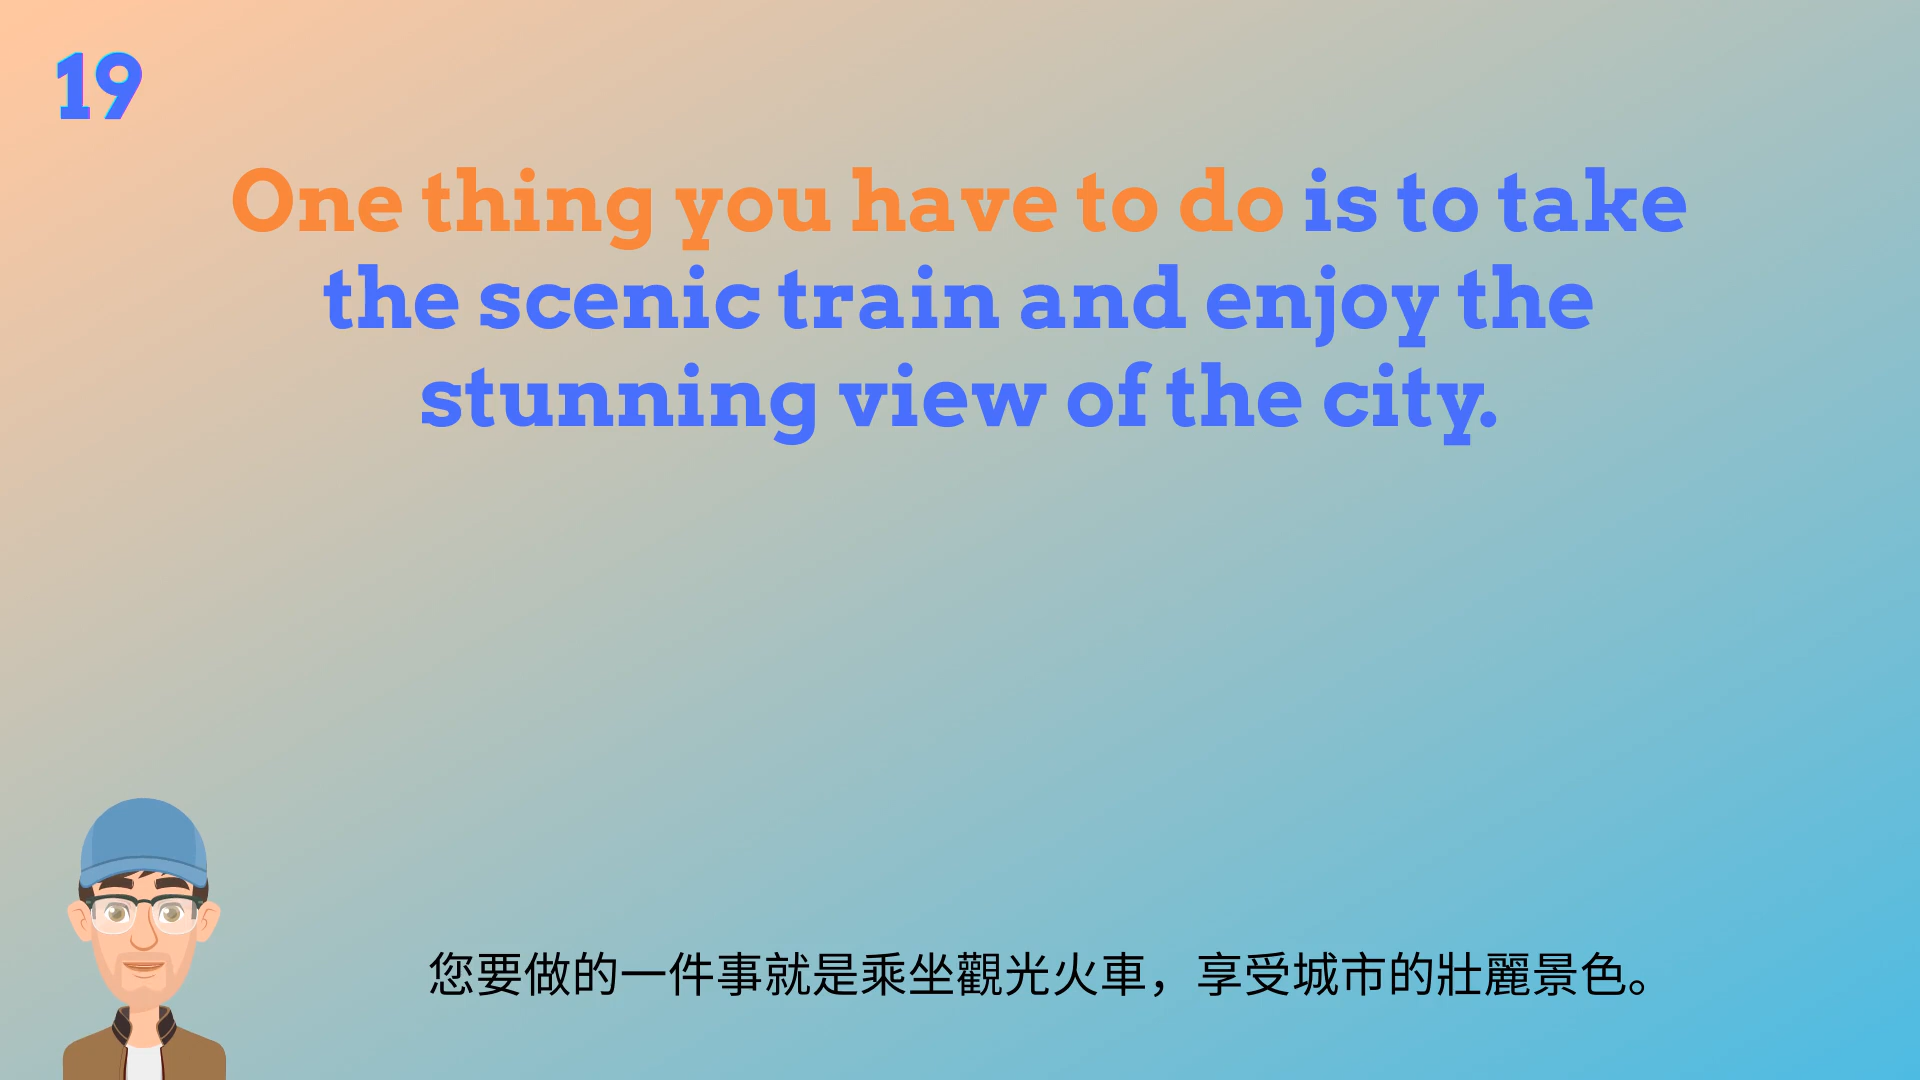 19
One thing you have to do is to take
the scenic train and enjoy the
stunning view of the city.
您要做的一件事就是乘坐觀光火車，享受城市的壯麗景色。